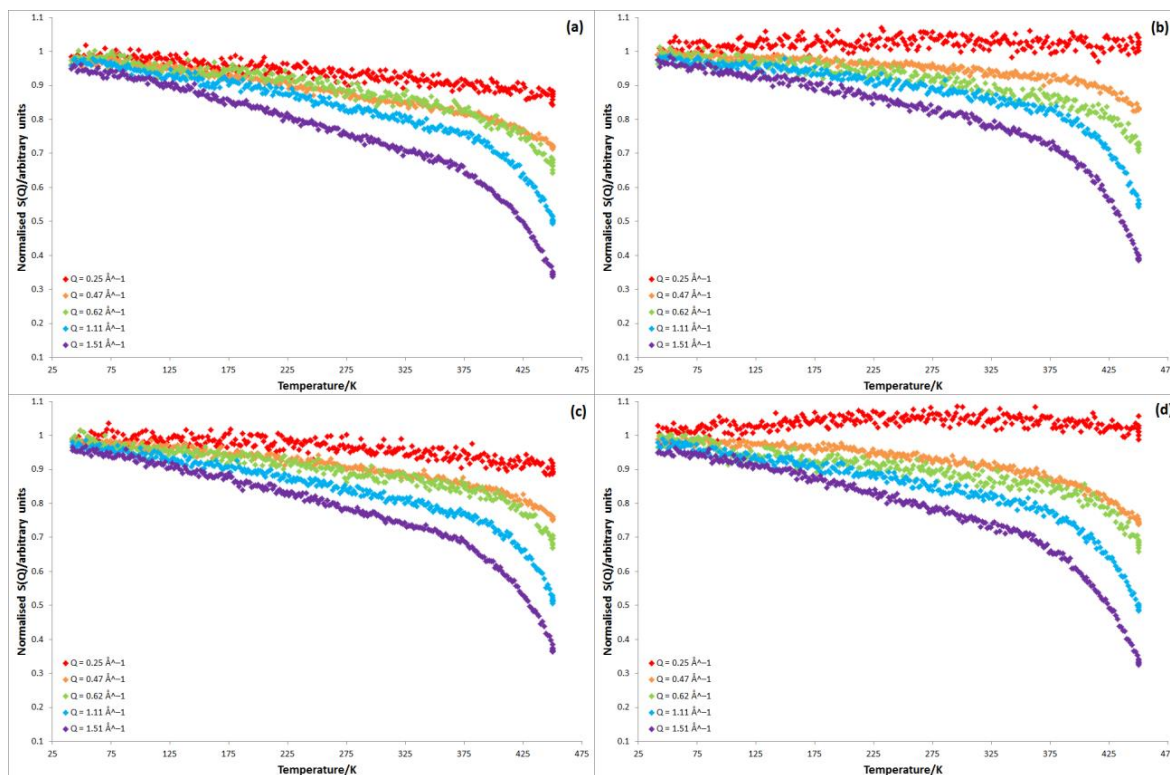 (a)
Normalised S(Q)/arbitrary units
1.1
1
0.9
0.8
0.7
0.6
0.5
0.4
0.3
0.2
0.1
Q = 0.25 Å^−1
Q = 0.47 Å^−1
Q = 0.62 Å^−1
Q = 1.11 Å^−1
Q = 1.51 Å^−1
25 75 125 175 225 275 325 375 425 475
Temperature/K
(b)
Normalised S(Q)/arbitrary units
1.1
1
0.9
0.8
0.7
0.6
0.5
0.4
0.3
0.2
0.1
Q = 0.25 Å^−1
Q = 0.47 Å^−1
Q = 0.62 Å^−1
Q = 1.11 Å^−1
Q = 1.51 Å^−1
25 75 125 175 225 275 325 375 425
Temperature/K
(c)
Normalised S(Q)/arbitrary units
1.1
1
0.9
0.8
0.7
0.6
0.5
0.4
0.3
0.2
0.1
Q = 0.25 Å^−1
Q = 0.47 Å^−1
Q = 0.62 Å^−1
Q = 1.11 Å^−1
Q = 1.51 Å^−1
25 75 125 175 225 275 325 375 425 475
Temperature/K
(d)
Normalised S(Q)/arbitrary units
1.1
1
0.9
0.8
0.7
0.6
0.5
0.4
0.3
0.2
0.1
Q = 0.25 Å^−1
Q = 0.47 Å^−1
Q = 0.62 Å^−1
Q = 1.11 Å^−1
Q = 1.51 Å^−1
25 75 125 175 225 275 325 375 425
Temperature/K